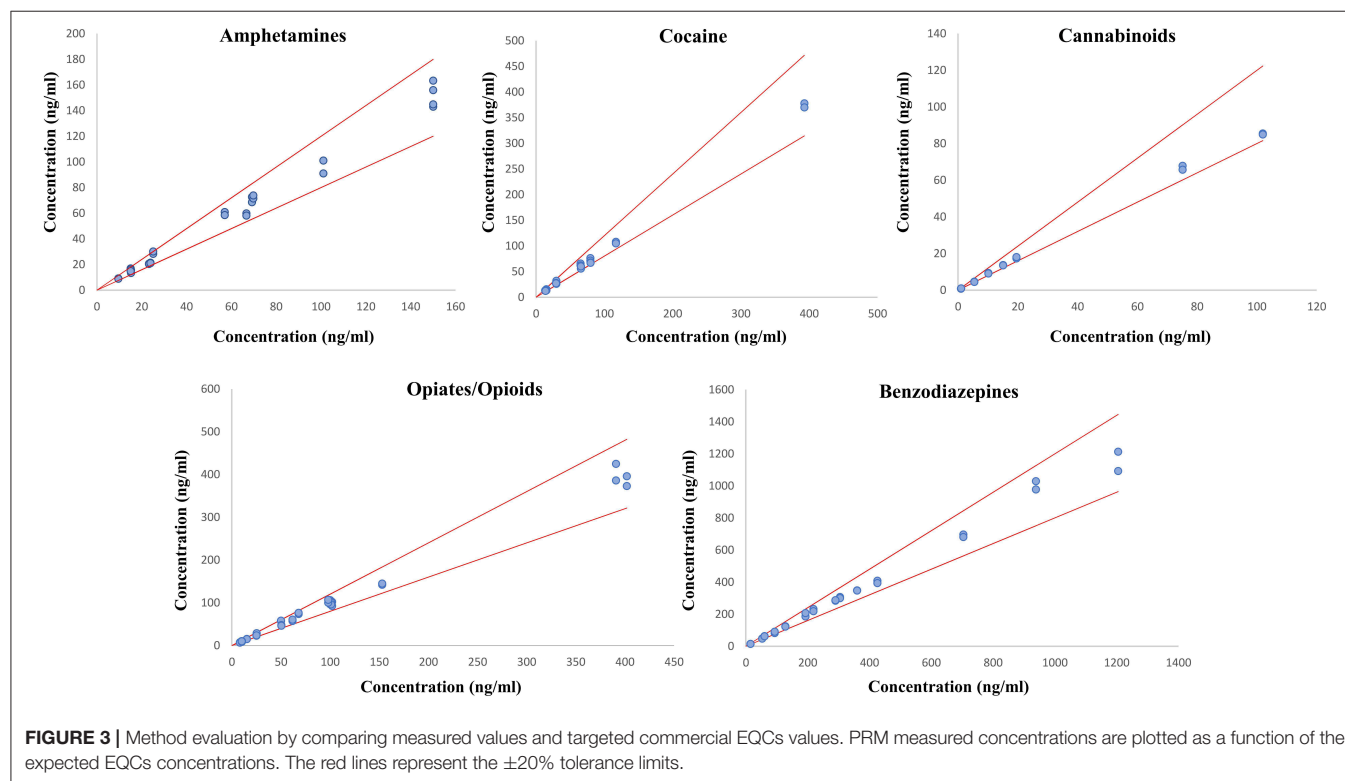 Amphetamines
Concentration (ng/ml)
200
180
160
140
120
100
80
60
40
20
0
0 20 40 60 80 100 120 140 160
Concentration (ng/ml)
Cocaine
Concentration (ng/ml)
500
450
400
350
300
250
200
150
100
50
0
0 100 200 300 400 500
Concentration (ng/ml)
Cannabinoids
Concentration (ng/ml)
140
120
100
80
60
40
20
0
0 20 40 60 80 100 120
Concentration (ng/ml)
Opiates/Opioids
Concentration (ng/ml)
600
500
400
300
200
100
0
0 50 100 150 200 250 300 350 400 450
Concentration (ng/ml)
Benzodiazepines
Concentration (ng/ml)
1600
1400
1200
1000
800
600
400
200
0
0 200 400 600 800 1000 1200 1400
Concentration (ng/ml)
FIGURE 3 | Method evaluation by comparing measured values and targeted commercial EQCs values. PRM measured concentrations are plotted as a function of the
expected EQCs concentrations. The red lines represent the ±20% tolerance limits.